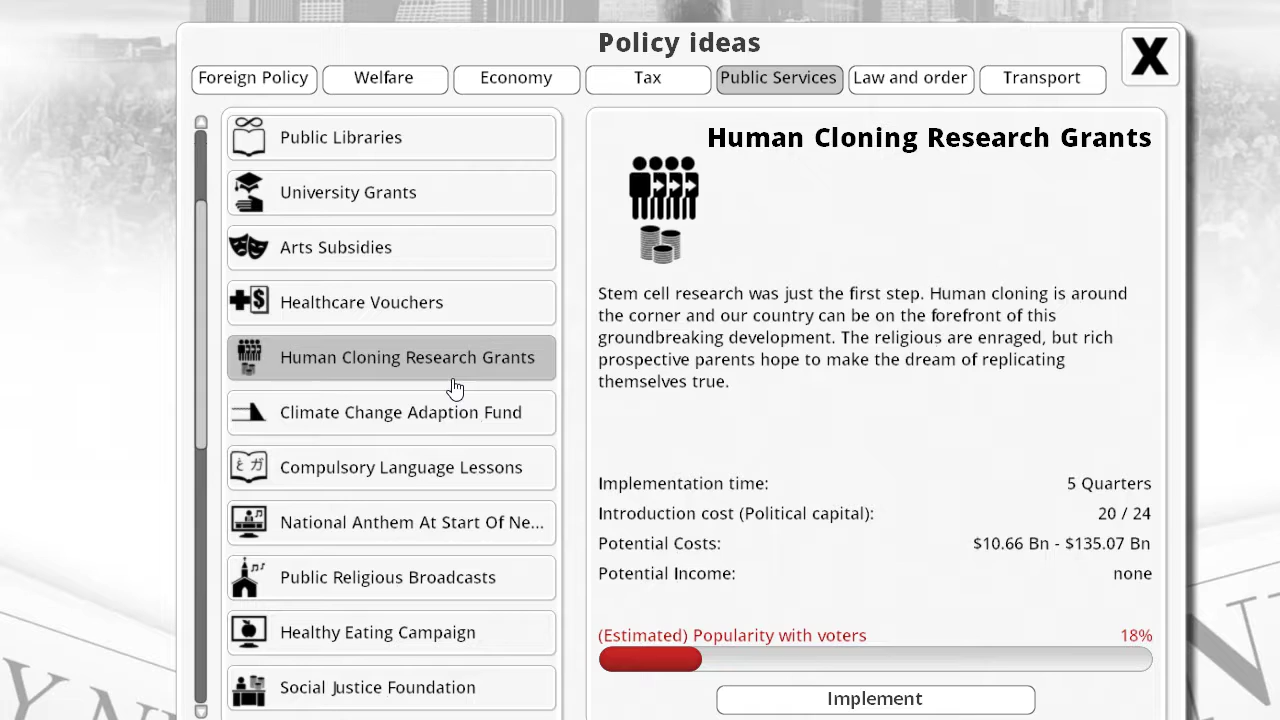 Policy ideas
X
Foreign Policy
Welfare
Economy
Tax
Public Services
Law and order
Transport
Public Libraries
University Grants
Arts Subsidies
Healthcare Vouchers
Human Cloning Research Grants
Climate Change Adaption Fund
Compulsory Language Lessons
National Anthem At Start Of Ne...
Public Religious Broadcasts
Healthy Eating Campaign
Social Justice Foundation
Human Cloning Research Grants
Stem cell research was just the first step. Human cloning is around
the corner and our country can be on the forefront of this
groundbreaking development. The religious are enraged, but rich
prospective parents hope to make the dream of replicating
themselves true.
Implementation time: 5 Quarters
Introduction cost (Political capital): 20 / 24
Potential Costs: $10.66 Bn - $135.07 Bn
Potential Income: none
(Estimated) Popularity with voters 18%
Implement